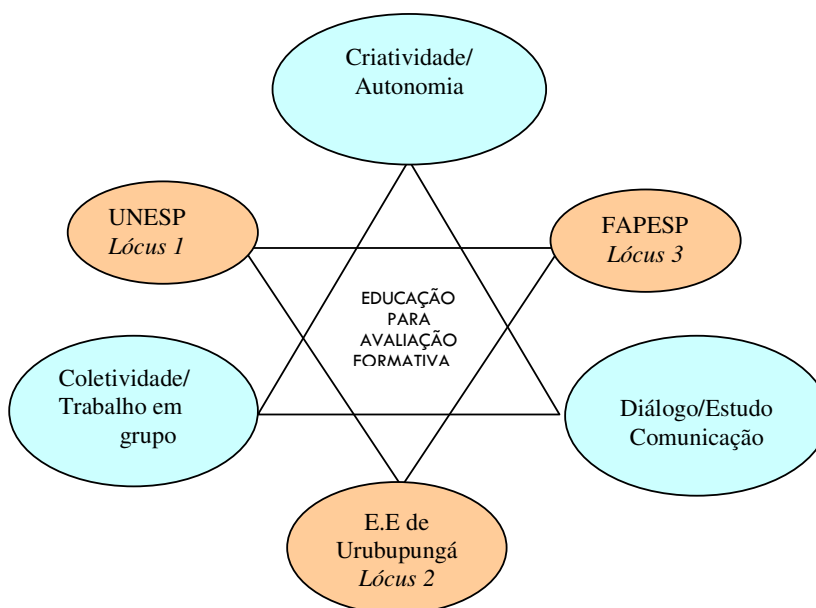 Criatividade/
Autonomia
UNESP
Lócus 1
FAPESP
Lócus 3
EDUCAÇÃO
PARA
AVALIAÇÃO
FORMATIVA
Coletividade/
Trabalho em
grupo
Diálogo/Estudo
Comunicação
E.E de
Urubupungá
Lócus 2